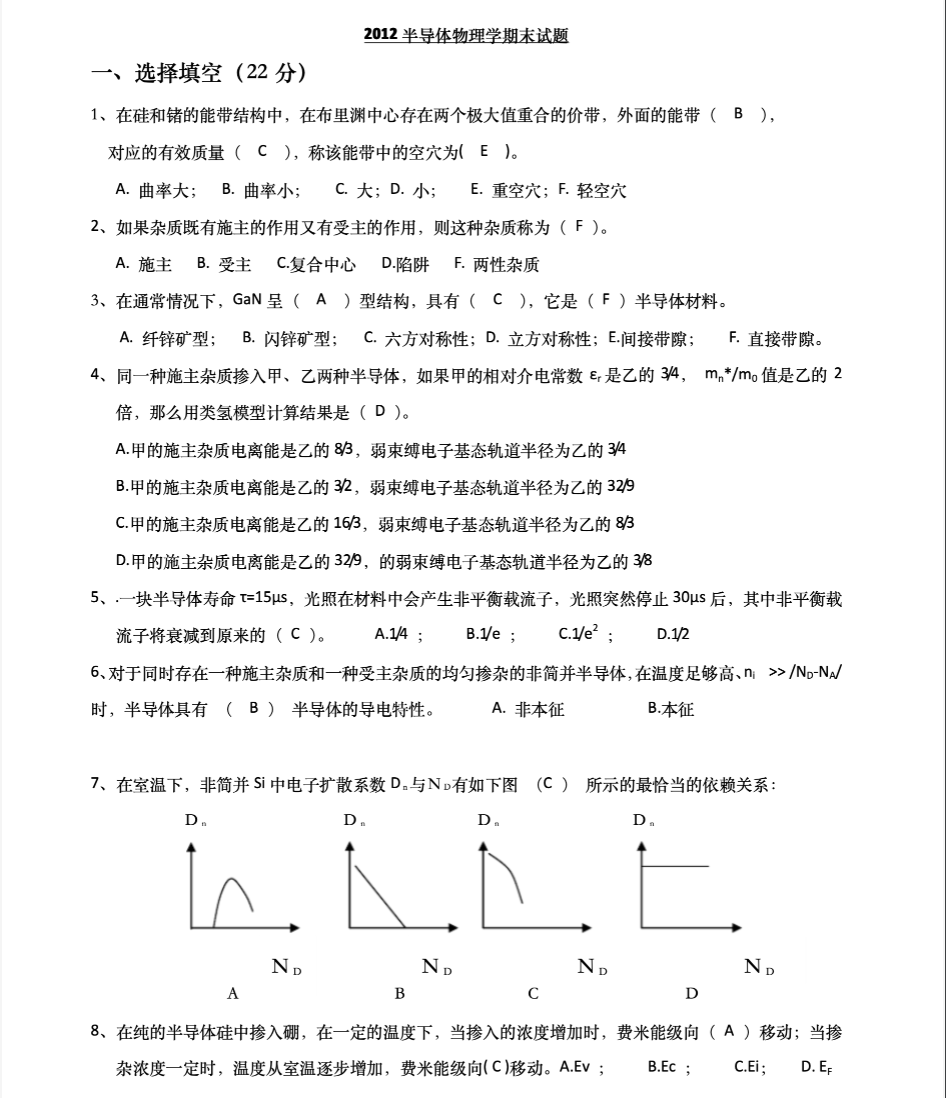 2012 半导体物理学期末试题
一、选择填空（22 分）
1、在硅和锗的能带结构中，在布里渊中心存在两个极大值重合的价带，外面的能带（ B ），
对应的有效质量（ C ），称该能带中的空穴为( E )。
A. 曲率大； B. 曲率小； C. 大；D. 小； E. 重空穴；F. 轻空穴
2、如果杂质既有施主的作用又有受主的作用，则这种杂质称为（ F ）。
A. 施主 B. 受主 C.复合中心 D.陷阱 F. 两性杂质
3、在通常情况下，GaN 呈（ A ）型结构，具有（ C ），它是（ F ）半导体材料。
A. 纤锌矿型； B. 闪锌矿型； C. 六方对称性；D. 立方对称性；E.间接带隙； F. 直接带隙。
4、同一种施主杂质掺入甲、乙两种半导体，如果甲的相对介电常数 εr 是乙的 3/4， mn*/m0 值是乙的 2
倍，那么用类氢模型计算结果是（ D ）。
A.甲的施主杂质电离能是乙的 8/3，弱束缚电子基态轨道半径为乙的 3/4
B.甲的施主杂质电离能是乙的 3/2，弱束缚电子基态轨道半径为乙的 32/9
C.甲的施主杂质电离能是乙的 16/3，弱束缚电子基态轨道半径为乙的 8/3
D.甲的施主杂质电离能是乙的 32/9，的弱束缚电子基态轨道半径为乙的 3/8
5、.一块半导体寿命 τ=15μs，光照在材料中会产生非平衡载流子，光照突然停止 30μs 后，其中非平衡载
流子将衰减到原来的（ C ）。 A.1/4 ； B.1/e ； C.1/e² ； D.1/2
6、对于同时存在一种施主杂质和一种受主杂质的均匀掺杂的非简并半导体，在温度足够高、ni >> /ND-NA/
时，半导体具有 （ B ） 半导体的导电特性。 A. 非本征 B.本征
7、在室温下，非简并 Si 中电子扩散系数 Dn与ND有如下图 （C ） 所示的最恰当的依赖关系：
Dn Dn Dn Dn
ND ND ND ND
A B C D
8、在纯的半导体硅中掺入硼，在一定的温度下，当掺入的浓度增加时，费米能级向（ A ）移动；当掺
杂浓度一定时，温度从室温逐步增加，费米能级向( C )移动。A.Ev ； B.Ec ； C.Ei； D. EF